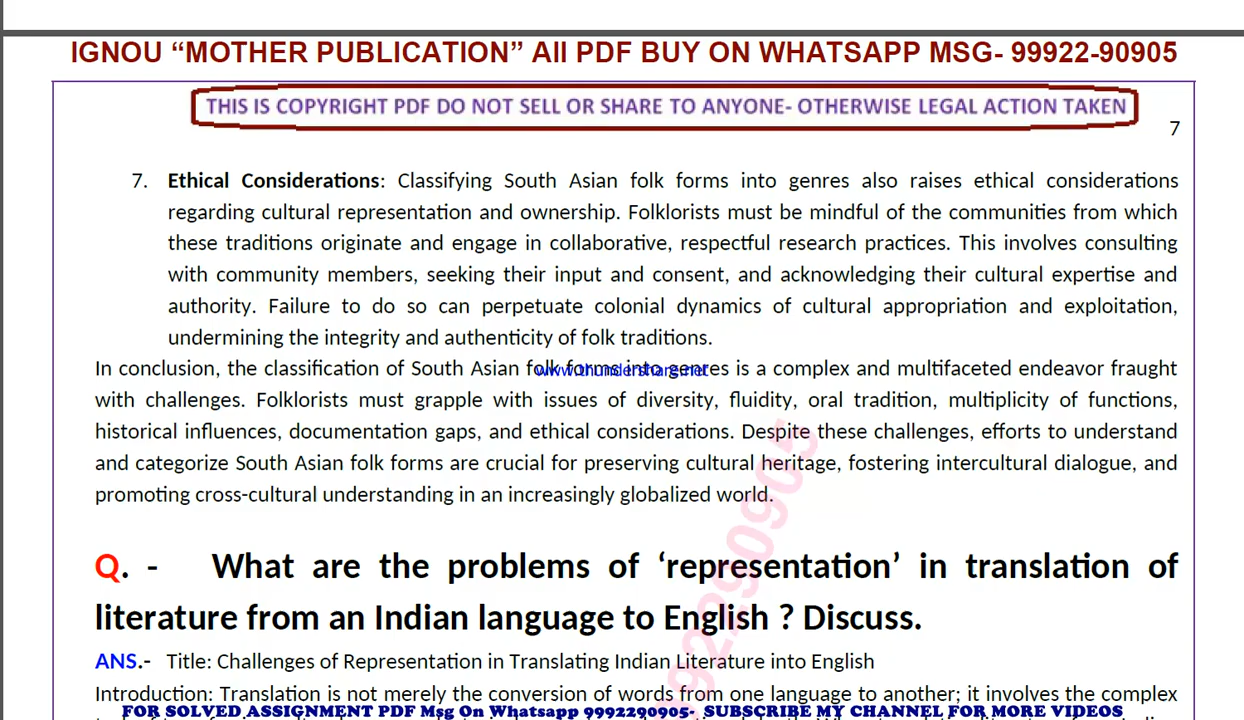 IGNOU “MOTHER PUBLICATION” All PDF BUY ON WHATSAPP MSG- 99922-90905
THIS IS COPYRIGHT PDF DO NOT SELL OR SHARE TO ANYONE- OTHERWISE LEGAL ACTION TAKEN
7
7. Ethical Considerations: Classifying South Asian folk forms into genres also raises ethical considerations
regarding cultural representation and ownership. Folklorists must be mindful of the communities from which
these traditions originate and engage in collaborative, respectful research practices. This involves consulting
with community members, seeking their input and consent, and acknowledging their cultural expertise and
authority. Failure to do so can perpetuate colonial dynamics of cultural appropriation and exploitation,
undermining the integrity and authenticity of folk traditions.
In conclusion, the classification of South Asian folk forms into genres is a complex and multifaceted endeavor fraught
www.thundershare.net
with challenges. Folklorists must grapple with issues of diversity, fluidity, oral tradition, multiplicity of functions,
historical influences, documentation gaps, and ethical considerations. Despite these challenges, efforts to understand
and categorize South Asian folk forms are crucial for preserving cultural heritage, fostering intercultural dialogue, and
promoting cross-cultural understanding in an increasingly globalized world.
Q. - What are the problems of ‘representation’ in translation of
literature from an Indian language to English ? Discuss.
ANS.- Title: Challenges of Representation in Translating Indian Literature into English
Introduction: Translation is not merely the conversion of words from one language to another; it involves the complex
FOR SOLVED ASSIGNMENT PDF Msg On Whatsapp 9992290905- SUBSCRIBE MY CHANNEL FOR MORE VIDEOS